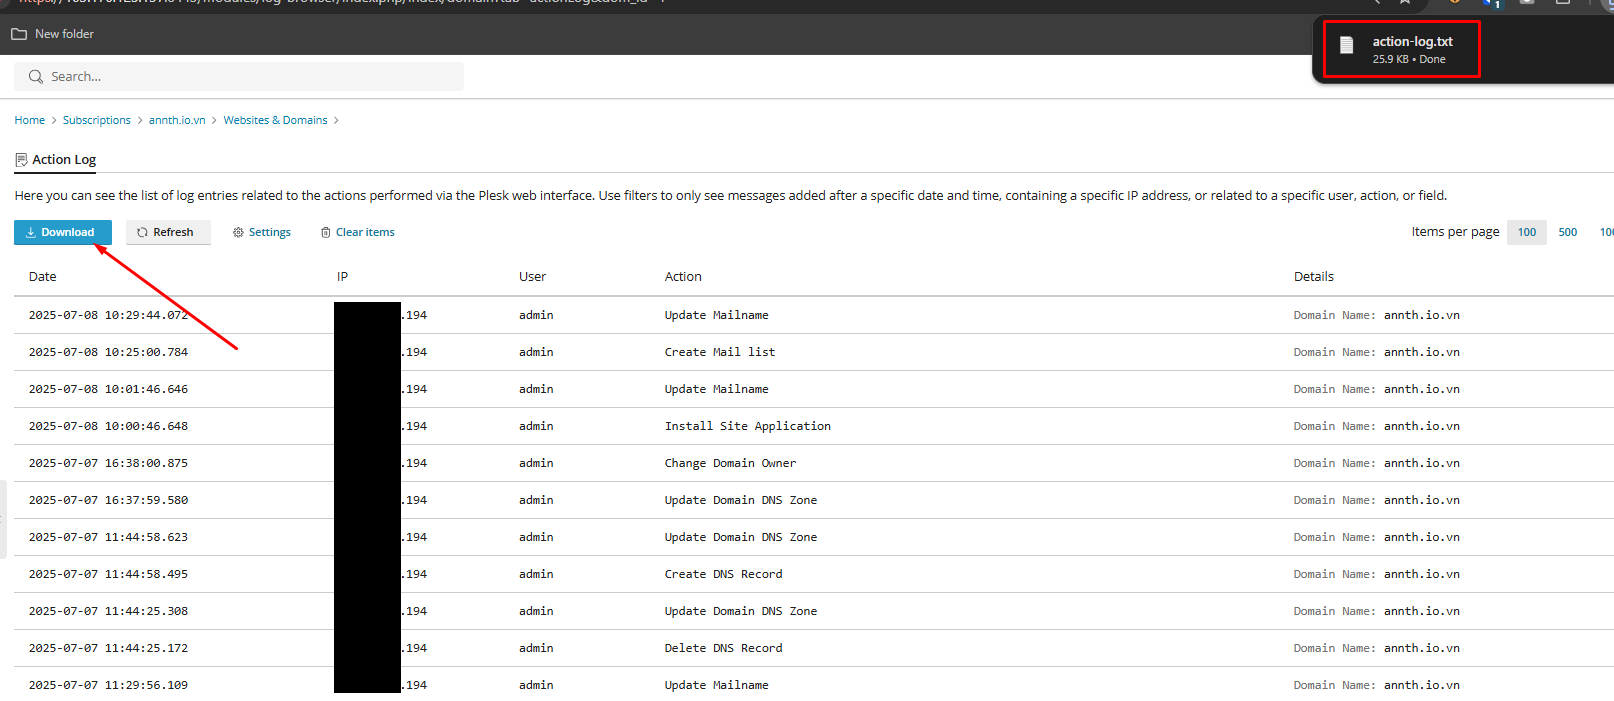 New folder
action-log.txt
25.9 KB • Done
Search...
Home > Subscriptions > annth.io.vn > Websites & Domains >
Action Log
Here you can see the list of log entries related to the actions performed via the Plesk web interface. Use filters to only see messages added after a specific date and time, containing a specific IP address, or related to a specific user, action, or field.
Download Refresh Settings Clear items Items per page 100 500
Date IP User Action Details
2025-07-08 10:29:44.072 .194 admin Update Mailname Domain Name: annth.io.vn
2025-07-08 10:25:00.784 .194 admin Create Mail list Domain Name: annth.io.vn
2025-07-08 10:01:46.646 .194 admin Update Mailname Domain Name: annth.io.vn
2025-07-08 10:00:46.648 .194 admin Install Site Application Domain Name: annth.io.vn
2025-07-07 16:38:00.875 .194 admin Change Domain Owner Domain Name: annth.io.vn
2025-07-07 16:37:59.580 .194 admin Update Domain DNS Zone Domain Name: annth.io.vn
2025-07-07 11:44:58.623 .194 admin Update Domain DNS Zone Domain Name: annth.io.vn
2025-07-07 11:44:58.495 .194 admin Create DNS Record Domain Name: annth.io.vn
2025-07-07 11:44:25.308 .194 admin Update Domain DNS Zone Domain Name: annth.io.vn
2025-07-07 11:44:25.172 .194 admin Delete DNS Record Domain Name: annth.io.vn
2025-07-07 11:29:56.109 .194 admin Update Mailname Domain Name: annth.io.vn